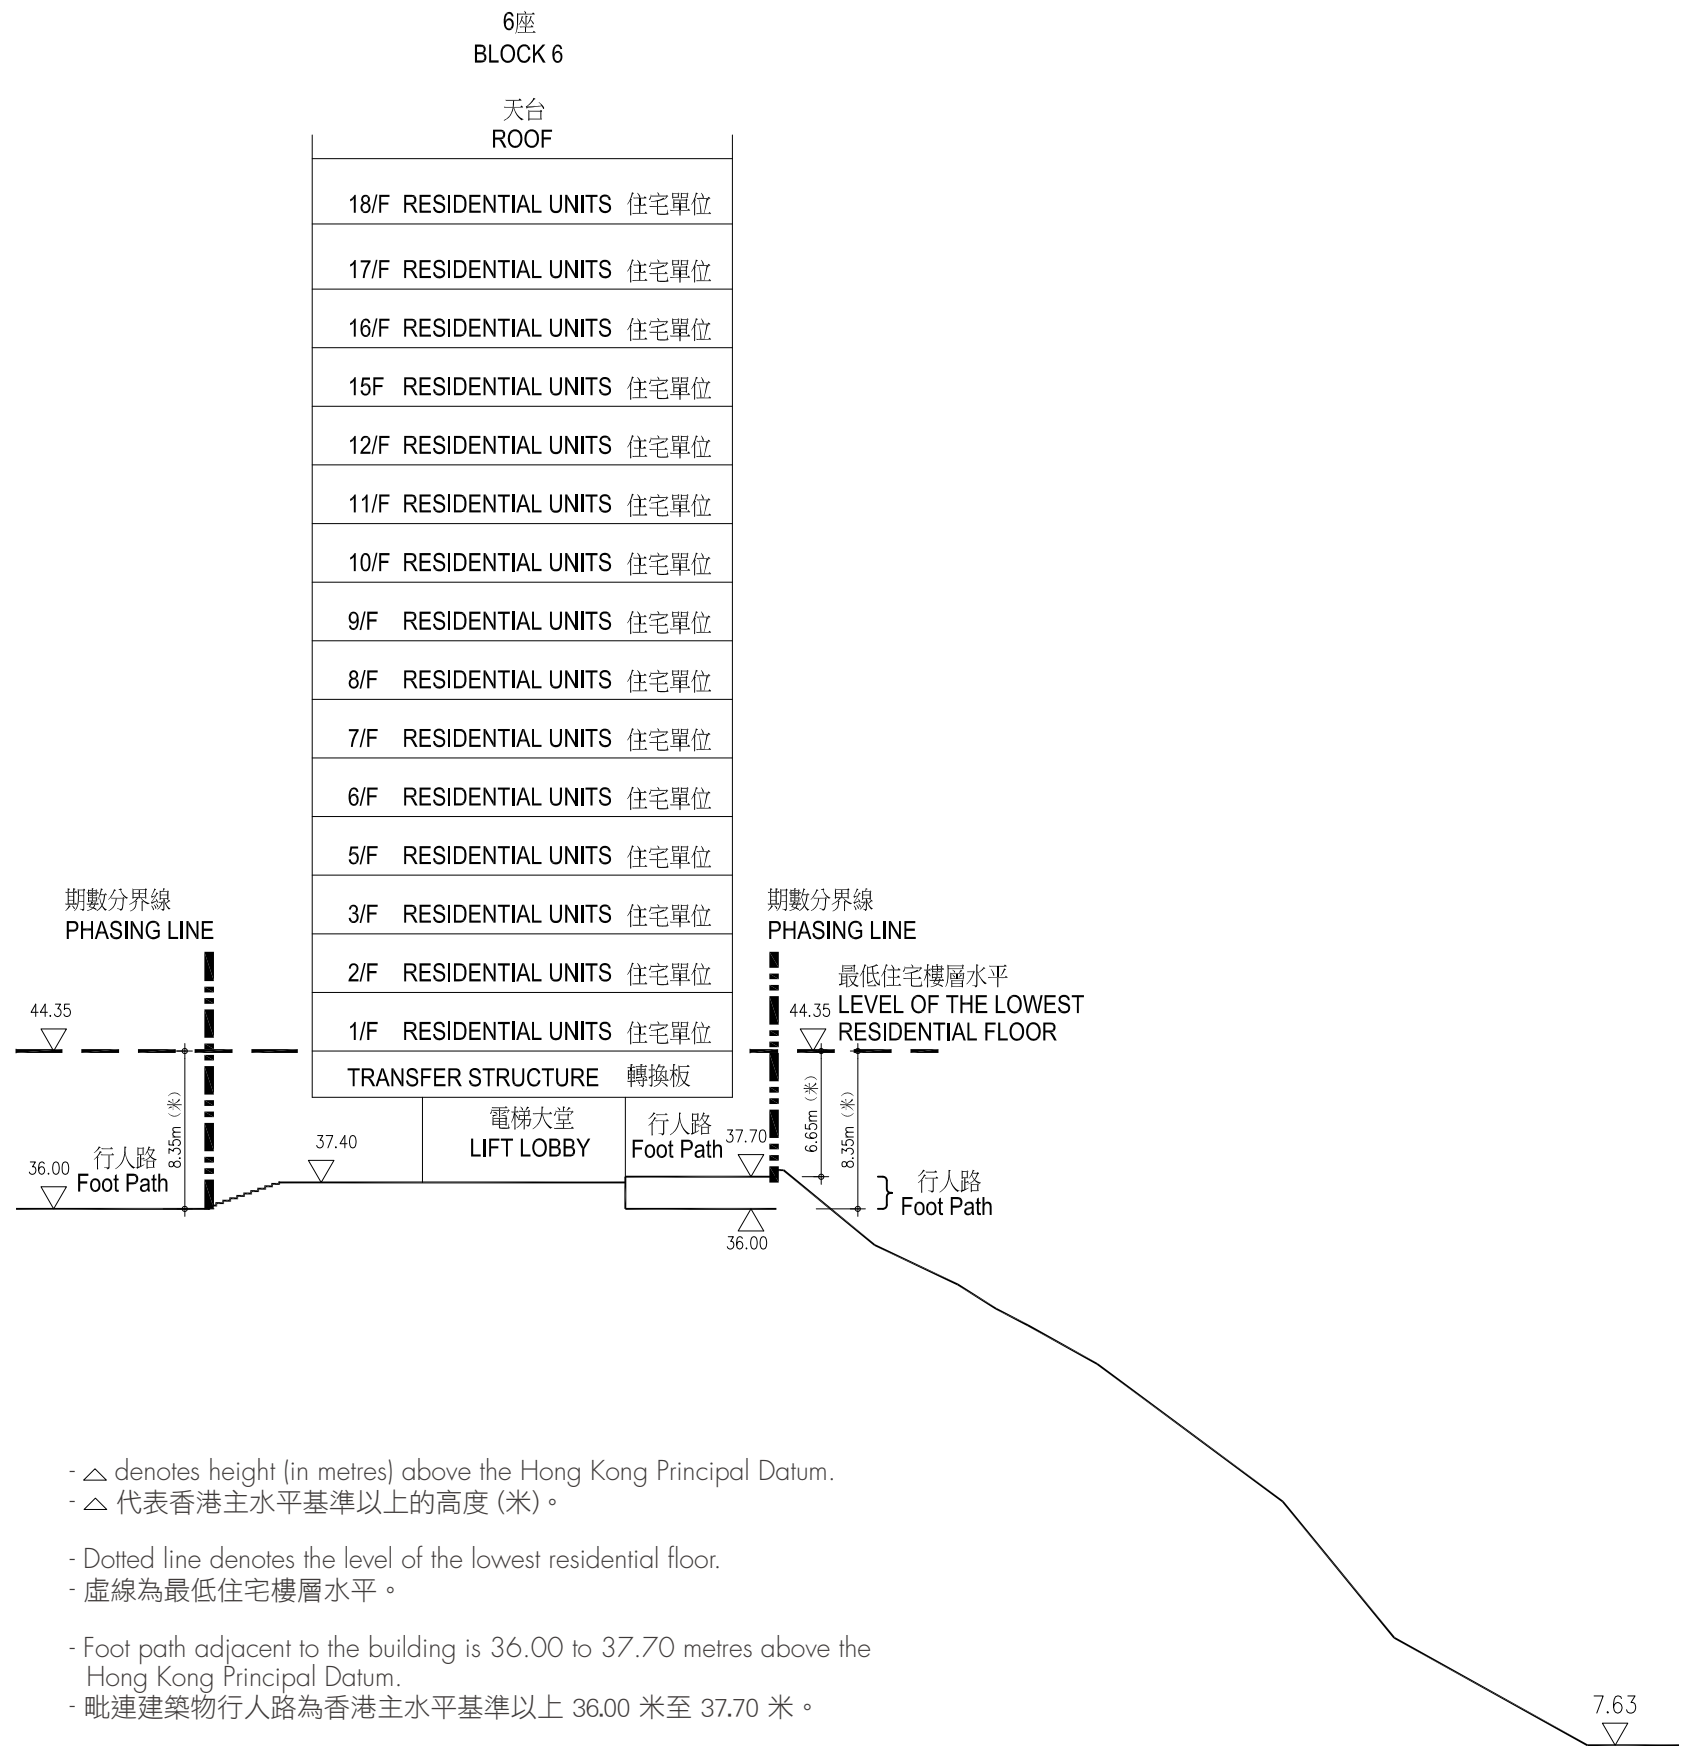 6座
BLOCK 6
天台
ROOF
18/F RESIDENTIAL UNITS 住宅單位
17/F RESIDENTIAL UNITS 住宅單位
16/F RESIDENTIAL UNITS 住宅單位
15F RESIDENTIAL UNITS 住宅單位
12/F RESIDENTIAL UNITS 住宅單位
11/F RESIDENTIAL UNITS 住宅單位
10/F RESIDENTIAL UNITS 住宅單位
9/F RESIDENTIAL UNITS 住宅單位
8/F RESIDENTIAL UNITS 住宅單位
7/F RESIDENTIAL UNITS 住宅單位
6/F RESIDENTIAL UNITS 住宅單位
5/F RESIDENTIAL UNITS 住宅單位
3/F RESIDENTIAL UNITS 住宅單位
2/F RESIDENTIAL UNITS 住宅單位
1/F RESIDENTIAL UNITS 住宅單位
TRANSFER STRUCTURE 轉換板
電梯大堂
LIFT LOBBY
期數分界線
PHASING LINE
44.35
8.35m (米)
36.00
行人路
Foot Path
37.40
行人路
Foot Path
37.70
36.00
期數分界線
PHASING LINE
最低住宅樓層水平
44.35
LEVEL OF THE LOWEST
RESIDENTIAL FLOOR
6.65m (米)
8.35m (米)
行人路
Foot Path
7.63
- △ denotes height (in metres) above the Hong Kong Principal Datum.
- △ 代表香港主水平基準以上的高度 (米)。
- Dotted line denotes the level of the lowest residential floor.
- 虛線為最低住宅樓層水平。
- Foot path adjacent to the building is 36.00 to 37.70 metres above the
Hong Kong Principal Datum.
- 毗連建築物行人路為香港主水平基準以上 36.00 米至 37.70 米。